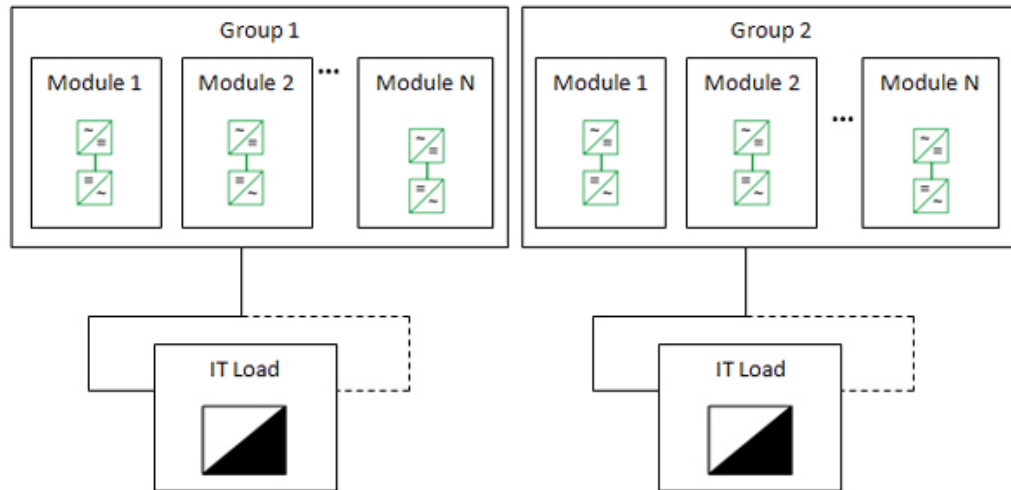 Group 1
Module 1
Module 2
...
Module N
Group 2
Module 1
Module 2
...
Module N
IT Load
IT Load